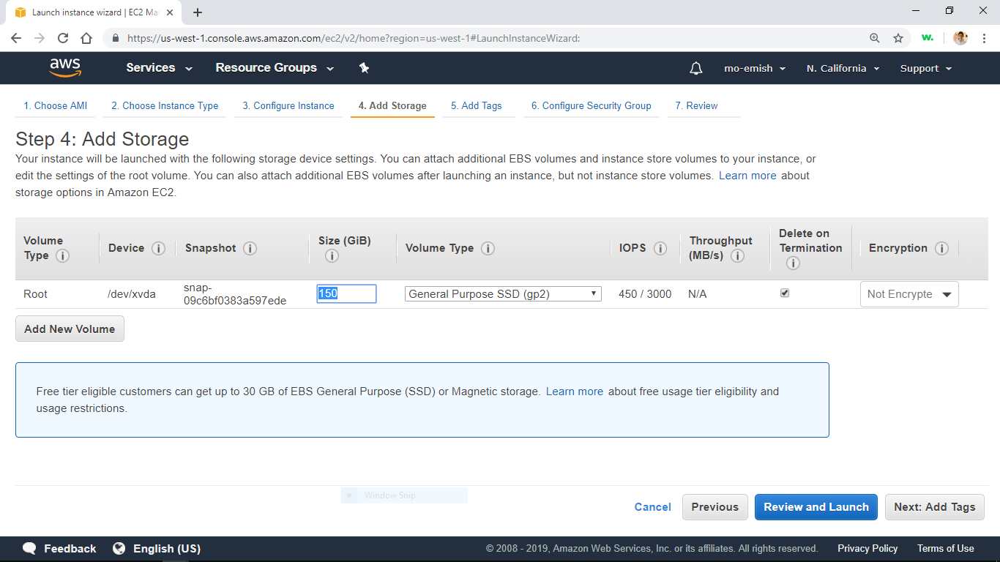 Launch instance wizard | EC2 Ma
https://us-west-1.console.aws.amazon.com/ec2/v2/home?region=us-west-1#LaunchInstanceWizard:
w.
aws
Services
Resource Groups
mo-emish
N. California
Support
1. Choose AMI
2. Choose Instance Type
3. Configure Instance
4. Add Storage
5. Add Tags
6. Configure Security Group
7. Review
Step 4: Add Storage
Your instance will be launched with the following storage device settings. You can attach additional EBS volumes and instance store volumes to your instance, or
edit the settings of the root volume. You can also attach additional EBS volumes after launching an instance, but not instance store volumes. Learn more about
storage options in Amazon EC2.
Volume
Type i
Device i
Snapshot i
Size (GiB)
i
Volume Type i
IOPS i
Throughput
(MB/s) i
Delete on
Termination
i
Encryption i
Root
/dev/xvda
snap-
09c6bf0383a597ede
150
General Purpose SSD (gp2)
450 / 3000
N/A
Not Encrypte
Add New Volume
Free tier eligible customers can get up to 30 GB of EBS General Purpose (SSD) or Magnetic storage. Learn more about free usage tier eligibility and
usage restrictions.
Window Snip
Cancel
Previous
Review and Launch
Next: Add Tags
Feedback
English (US)
© 2008 - 2019, Amazon Web Services, Inc. or its affiliates. All rights reserved.
Privacy Policy
Terms of Use